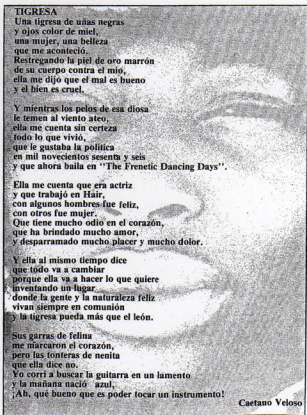 TIGRESA
Una tigresa de uñas negras
y ojos color de miel,
una mujer, una belleza
que me aconteció.
Restregando la piel de oro marrón
de su cuerpo contra el mío,
ella me dijo que el mal es bueno
y el bien es cruel.
Y mientras los pelos de esa diosa
le temen al viento ateo,
ella me cuenta sin certeza
todo lo que vivió,
que le gustaba la política
en mil novecientos sesenta y seis
y que ahora baila en "The Frenetic Dancing Days".
Ella me cuenta que era actriz
y que trabajó en Hair,
con algunos hombres fue feliz,
con otros fue mujer.
Que tiene mucho odio en el corazón,
que ha brindado mucho amor,
y desparramado mucho placer y mucho dolor.
Y ella al mismo tiempo dice
que todo va a cambiar
porque ella va a hacer lo que quiere
inventando un lugar
donde la gente y la naturaleza feliz
vivan siempre en comunión
y la tigresa pueda más que el león.
Sus garras de felina
me marcaron el corazón,
pero las tonteras de nenita
que ella dice no.
Yo corrí a buscar la guitarra en un lamento
y la mañana nació azul,
¡Ah, qué bueno que es poder tocar un instrumento!
Caetano Veloso